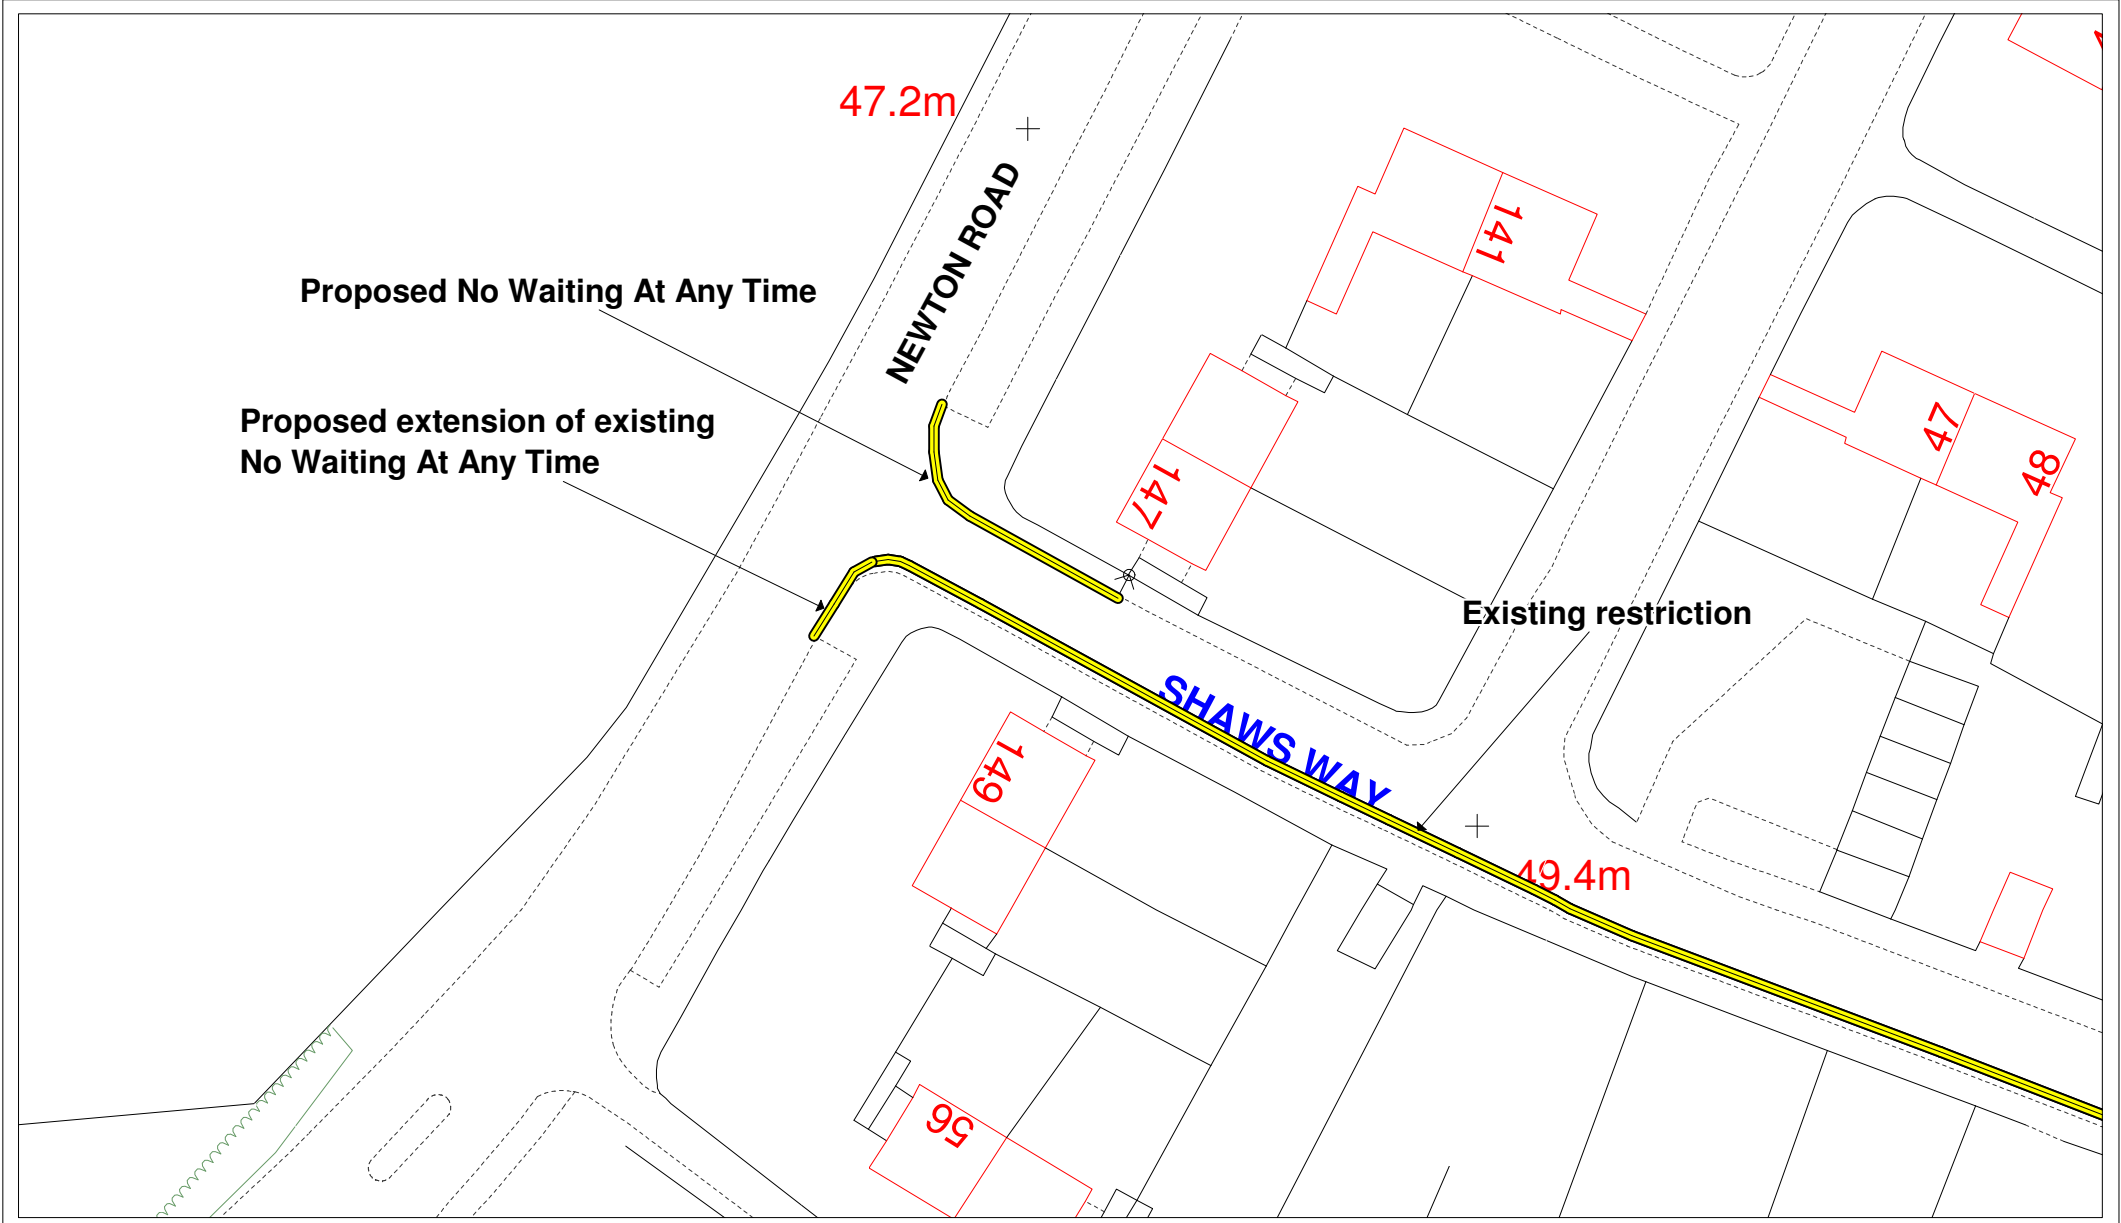 47.2m
NEWTON ROAD
141
Proposed No Waiting At Any Time
Proposed extension of existing
No Waiting At Any Time
147
47
48
Existing restriction
SHAWS WAY
149
49.4m
56